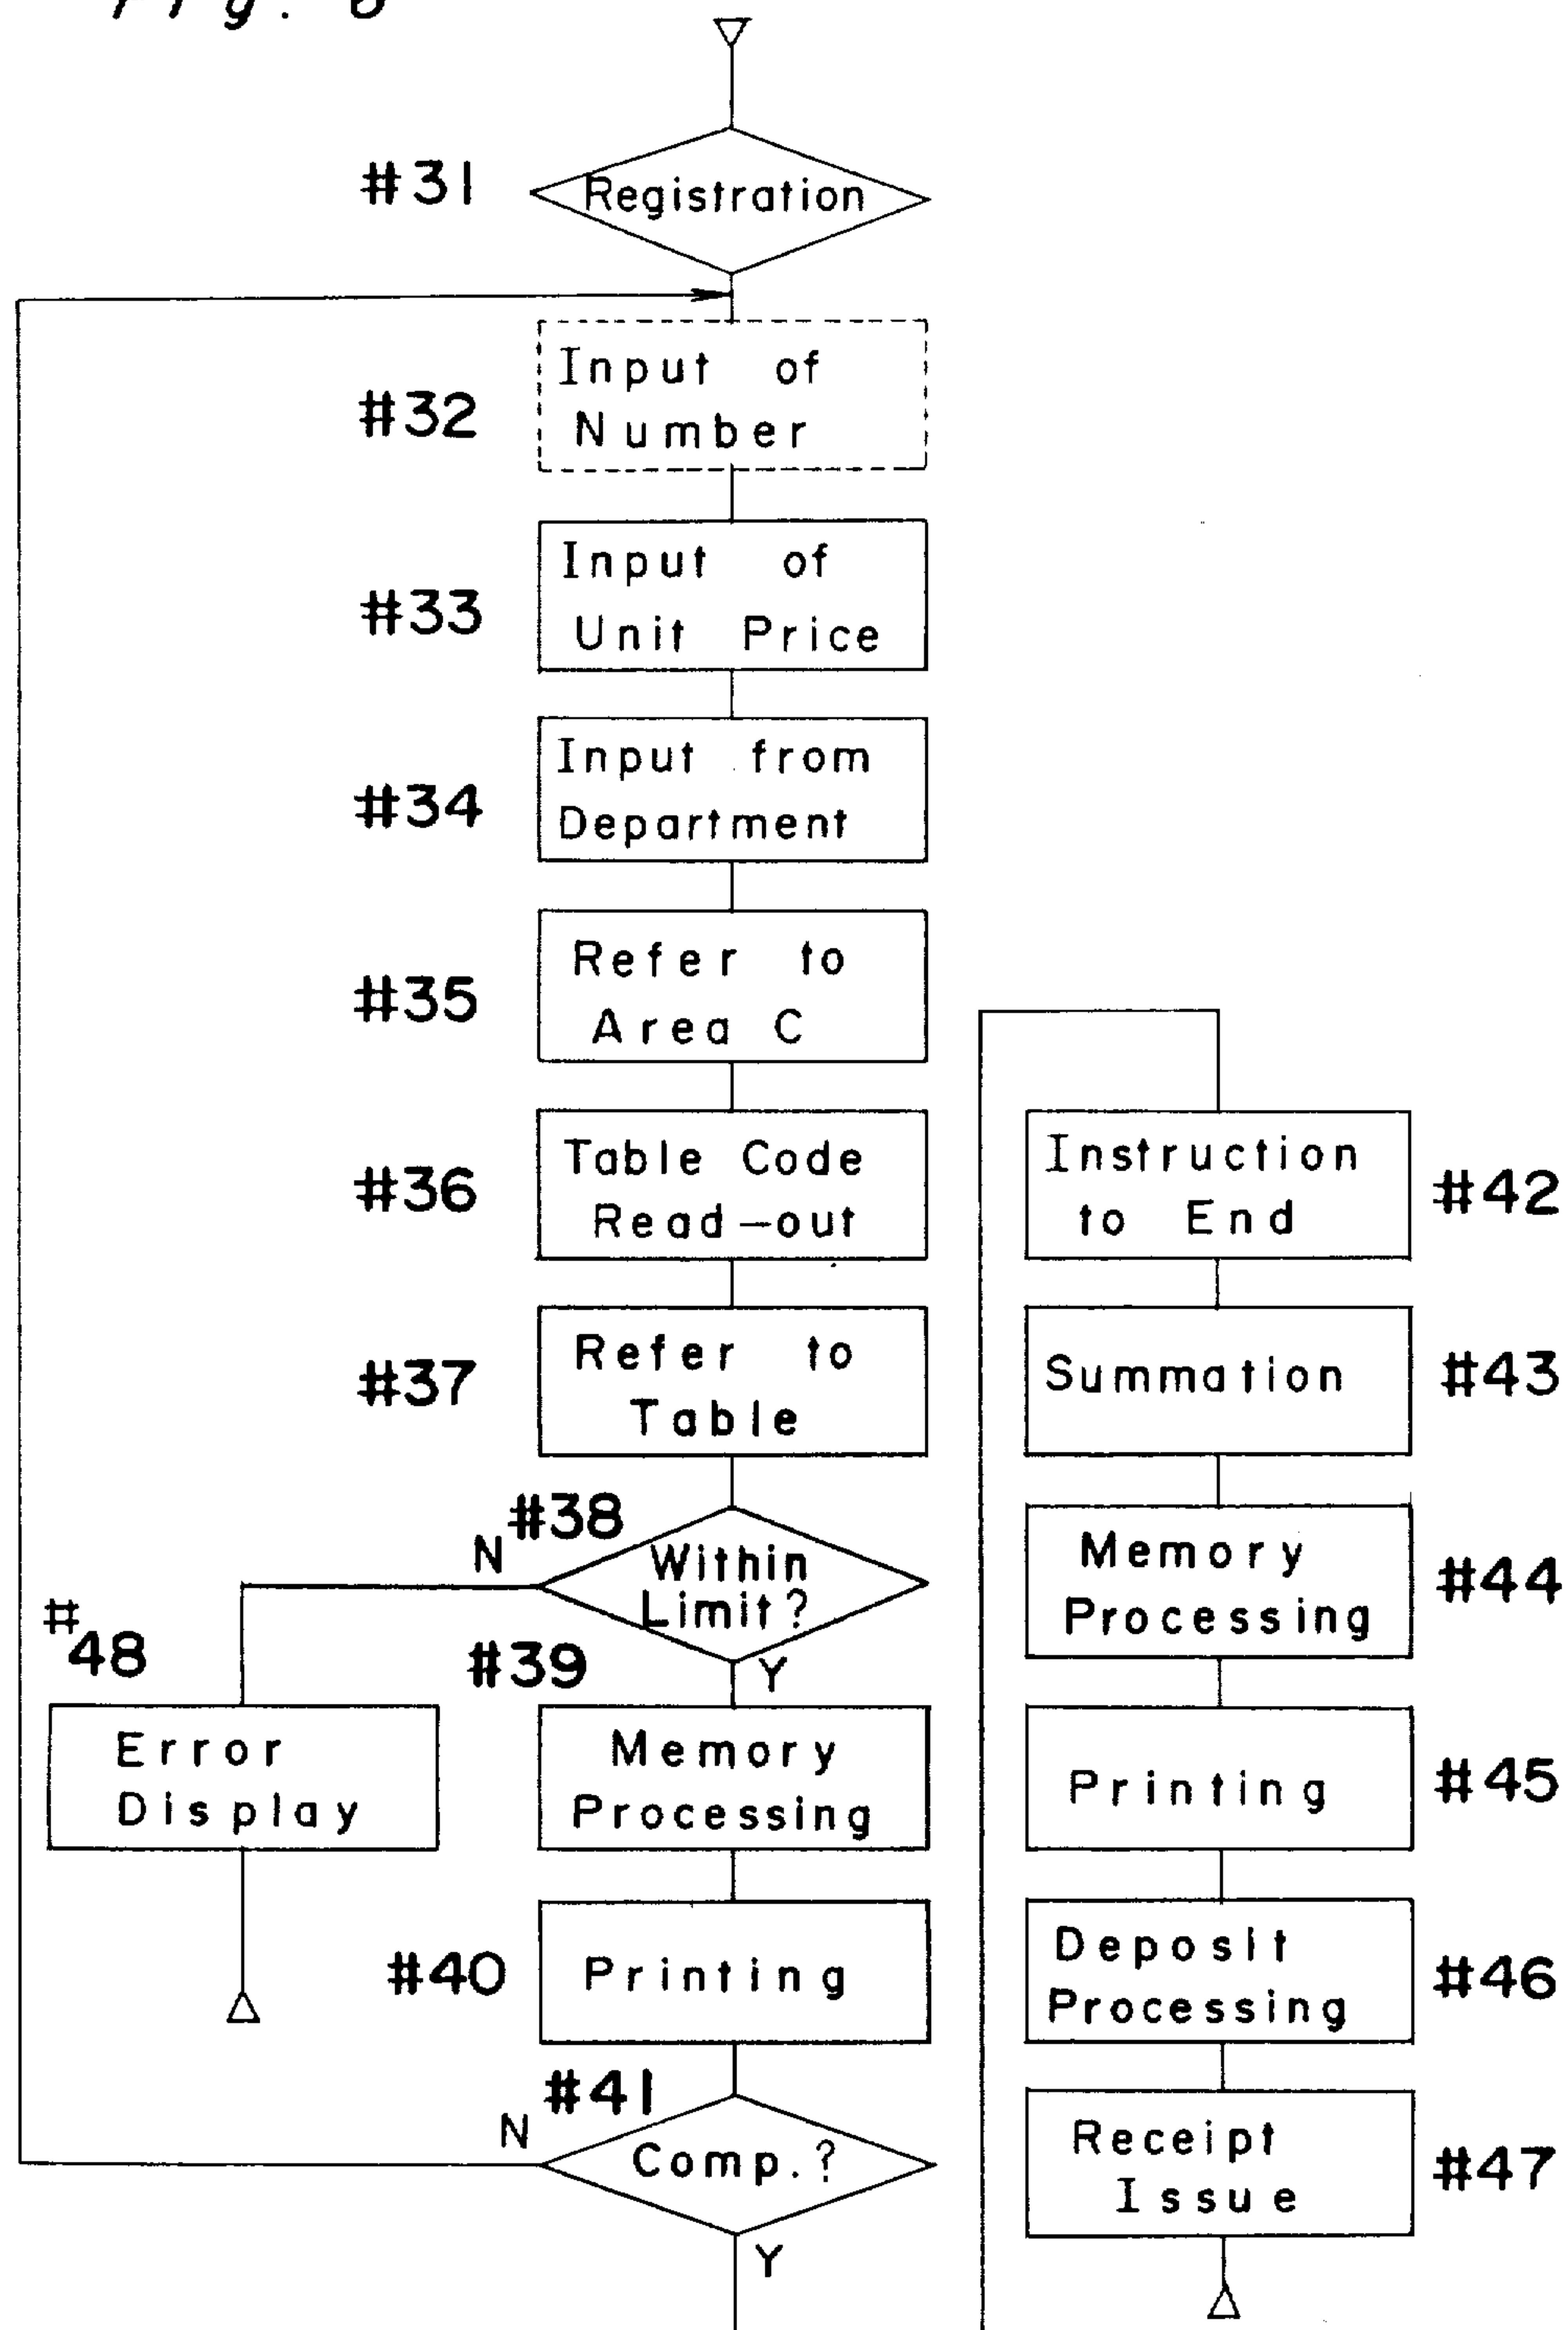 #31
Registration
#32
Input of
Number
#33
Input of
Unit Price
#34
Input from
Department
#35
Refer to
Area C
#36
Table Code
Read-out
#37
Refer to
Table
#38
N
Within
Limit?
Y
#
48
Error
Display
#39
Memory
Processing
#40
Printing
#41
N
Comp.?
Y
Instruction
to End
#42
Summation
#43
Memory
Processing
#44
Printing
#45
Deposit
Processing
#46
Receipt
Issue
#47